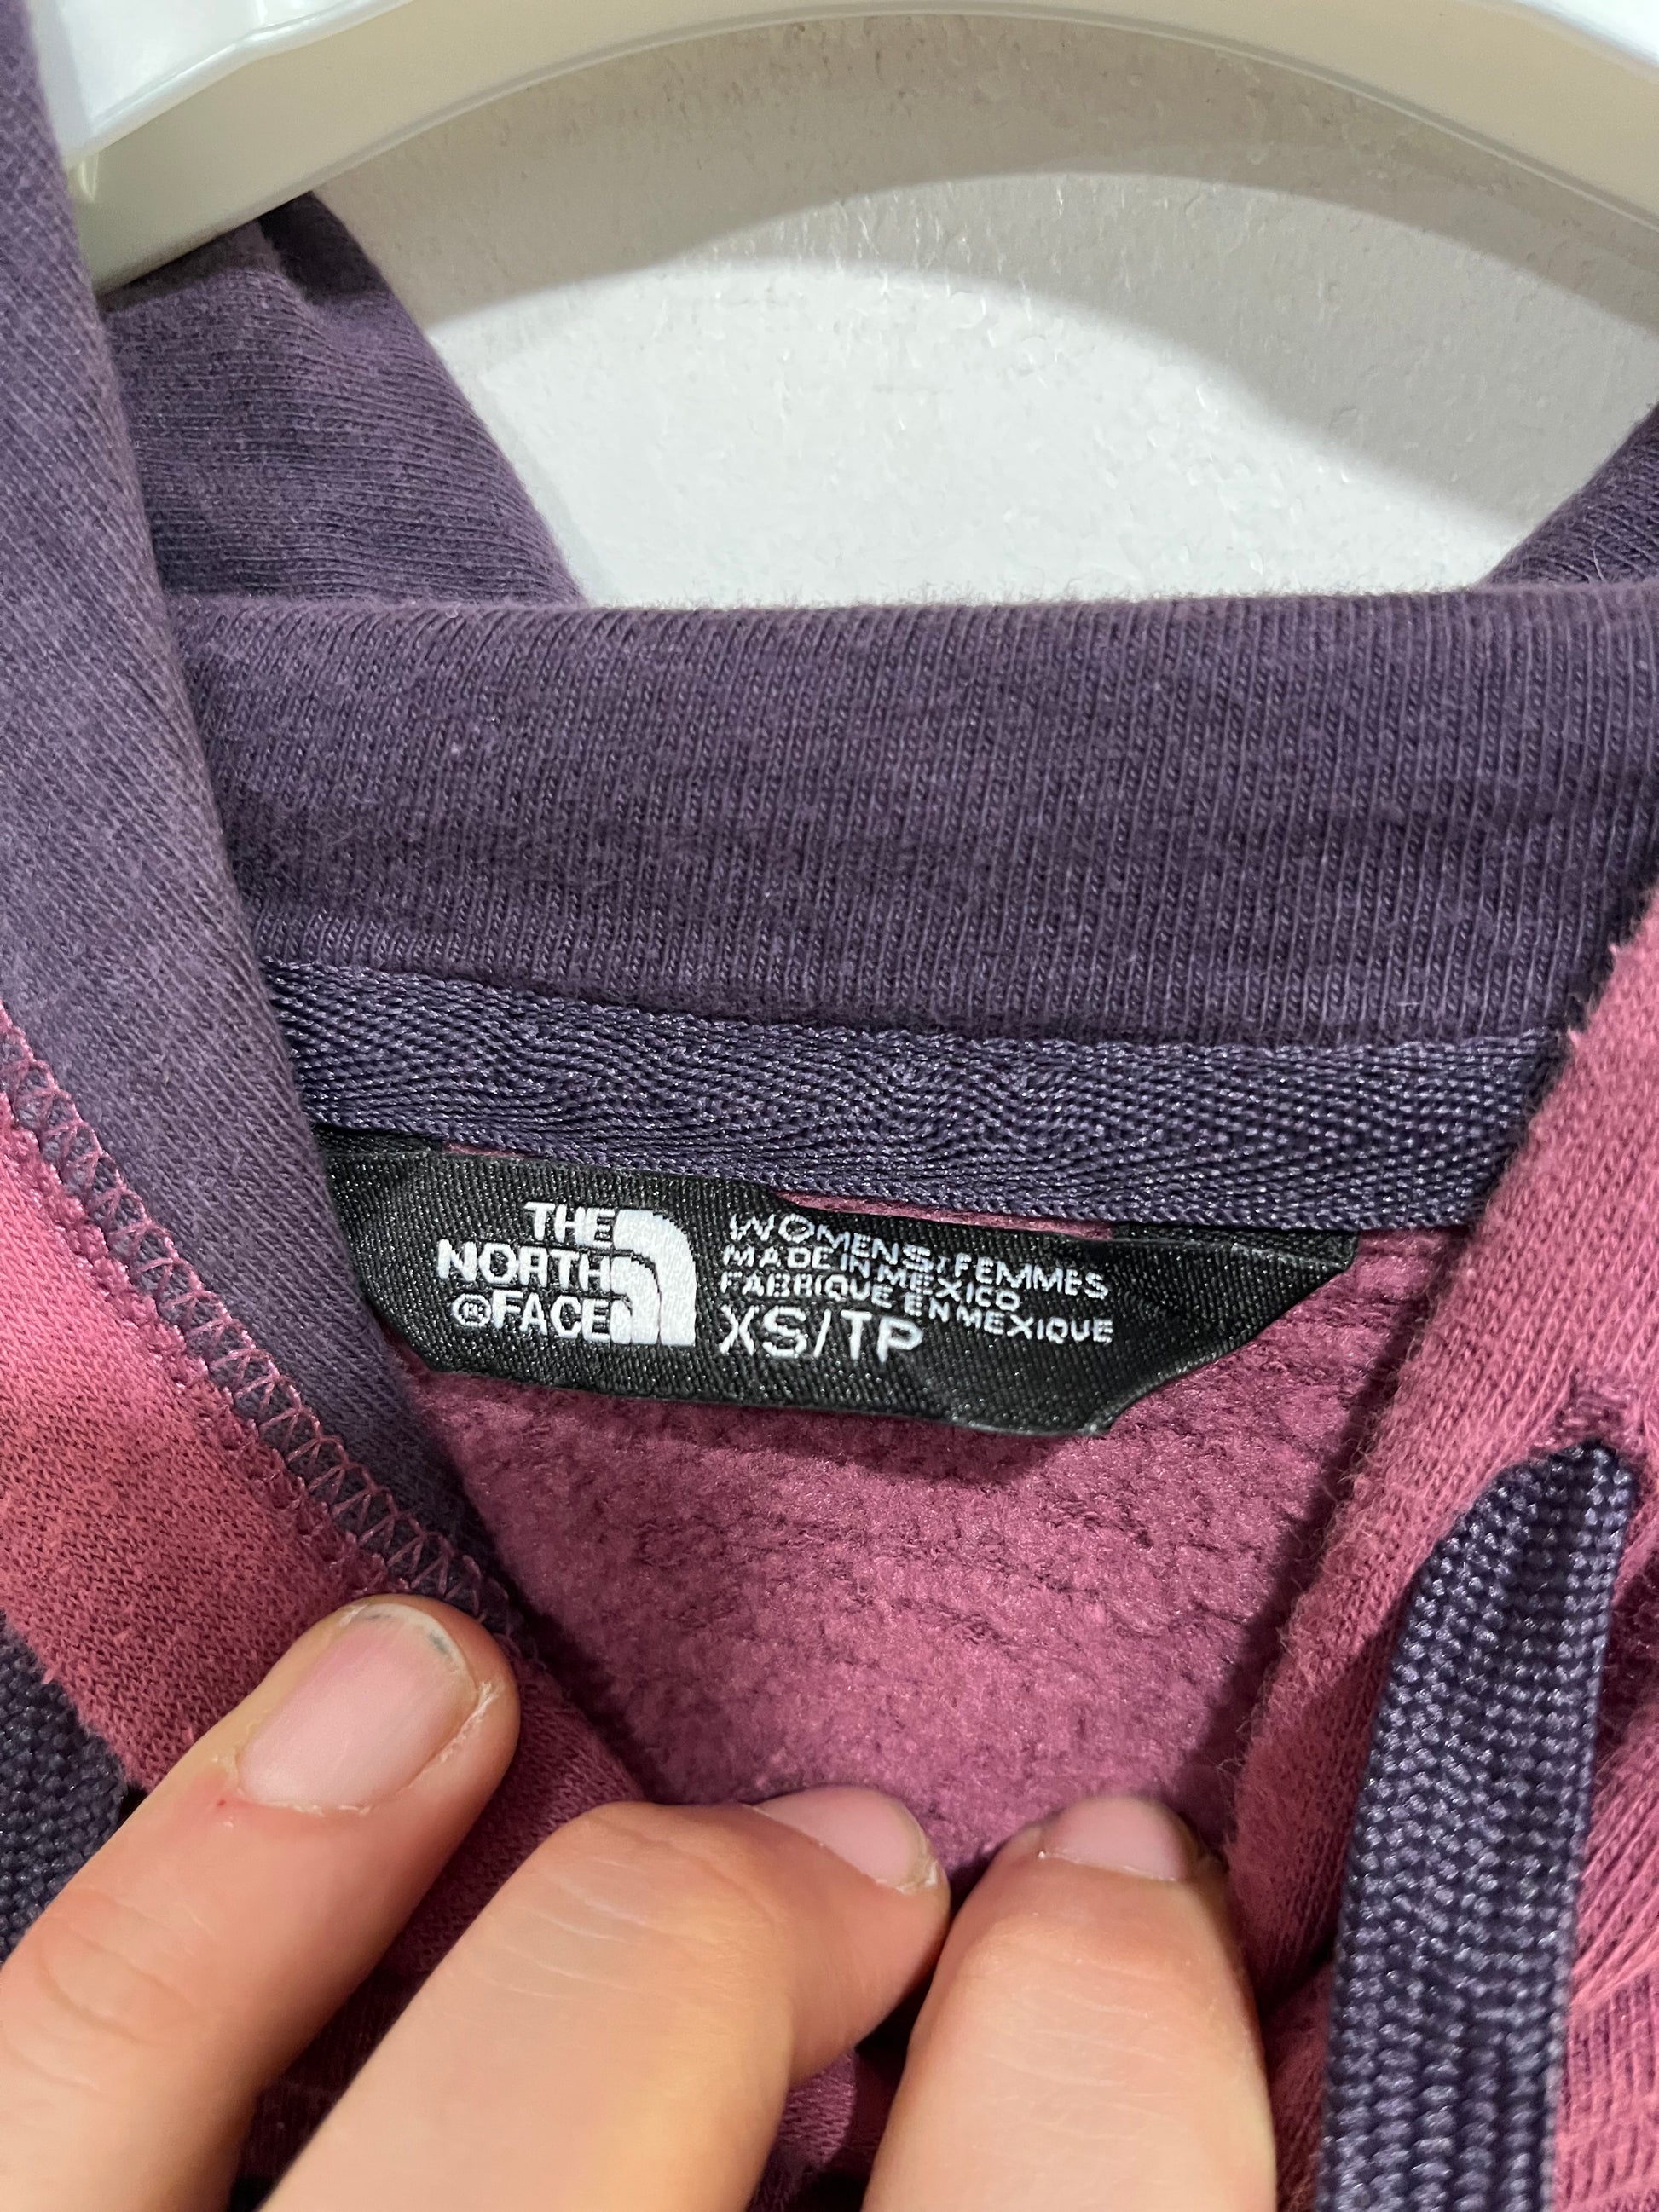 THE
NORTH
® FACE
WOMENS/FEMMES
MADE IN MEXICO
FABRIQUE EN MEXIQUE
XS/TP